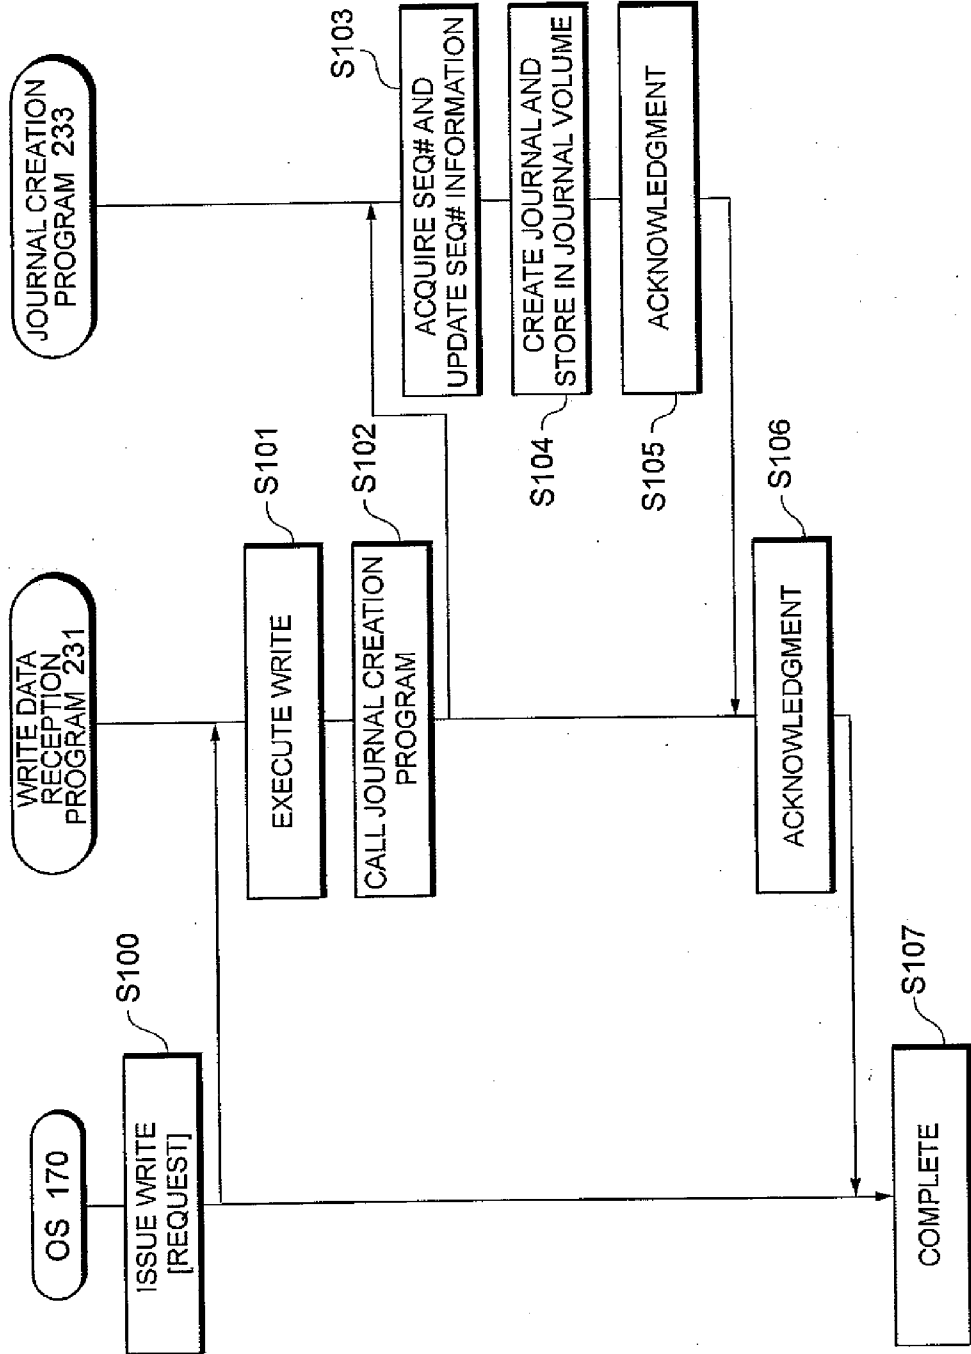 OS 170
ISSUE WRITE
[REQUEST]
S100
WRITE DATA
RECEPTION
PROGRAM 231
EXECUTE WRITE
S101
CALL JOURNAL CREATION
PROGRAM
S102
JOURNAL CREATION
PROGRAM 233
ACQUIRE SEQ# AND
UPDATE SEQ# INFORMATION
S103
CREATE JOURNAL AND
STORE IN JOURNAL VOLUME
S104
ACKNOWLEDGMENT
S105
ACKNOWLEDGMENT
S106
COMPLETE
S107